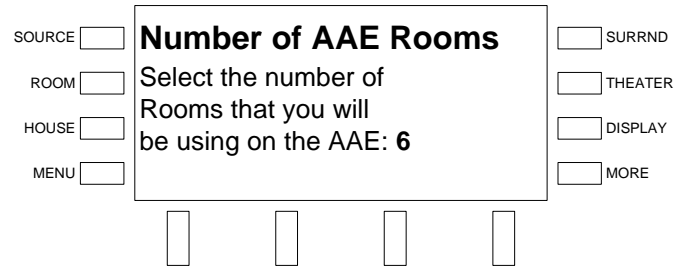 SOURCE
ROOM
HOUSE
MENU
Number of AAE Rooms
Select the number of
Rooms that you will
be using on the AAE: 6
SURRND
THEATER
DISPLAY
MORE